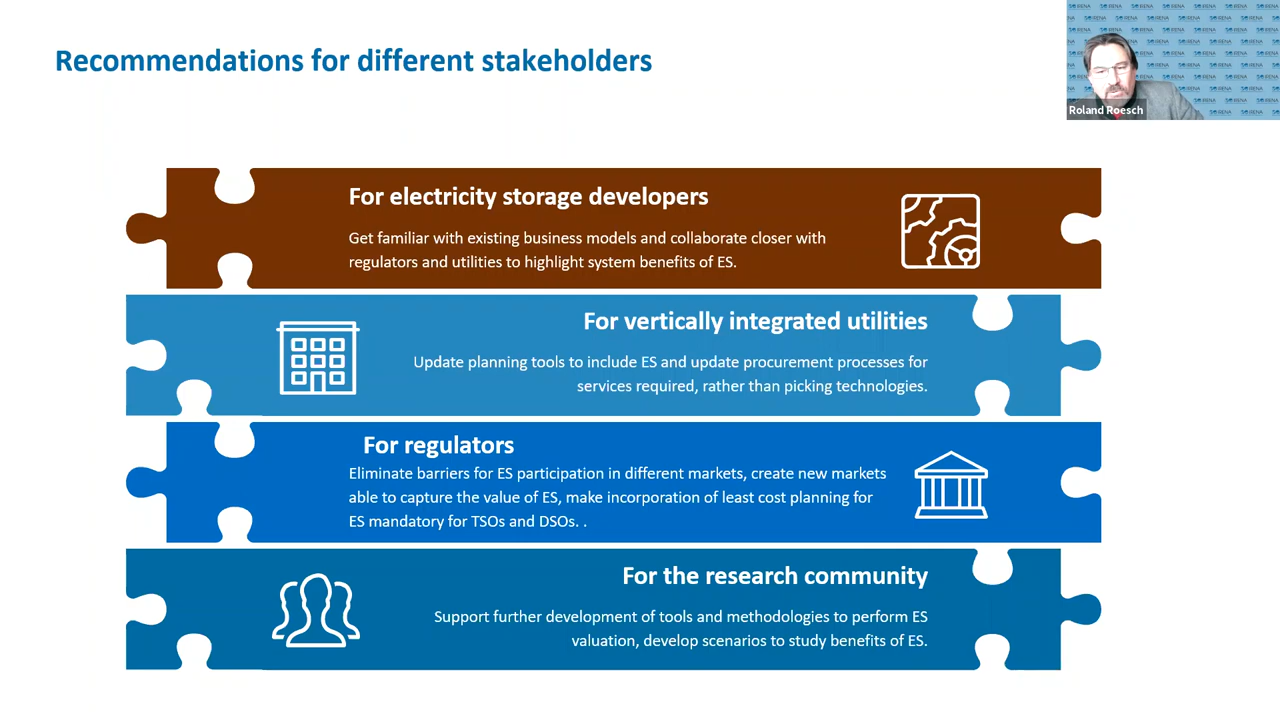 Recommendations for different stakeholders
Roland Roesch
For electricity storage developers
Get familiar with existing business models and collaborate closer with
regulators and utilities to highlight system benefits of ES.
For vertically integrated utilities
Update planning tools to include ES and update procurement processes for
services required, rather than picking technologies.
For regulators
Eliminate barriers for ES participation in different markets, create new markets
able to capture the value of ES, make incorporation of least cost planning for
ES mandatory for TSOs and DSOs. .
For the research community
Support further development of tools and methodologies to perform ES
valuation, develop scenarios to study benefits of ES.